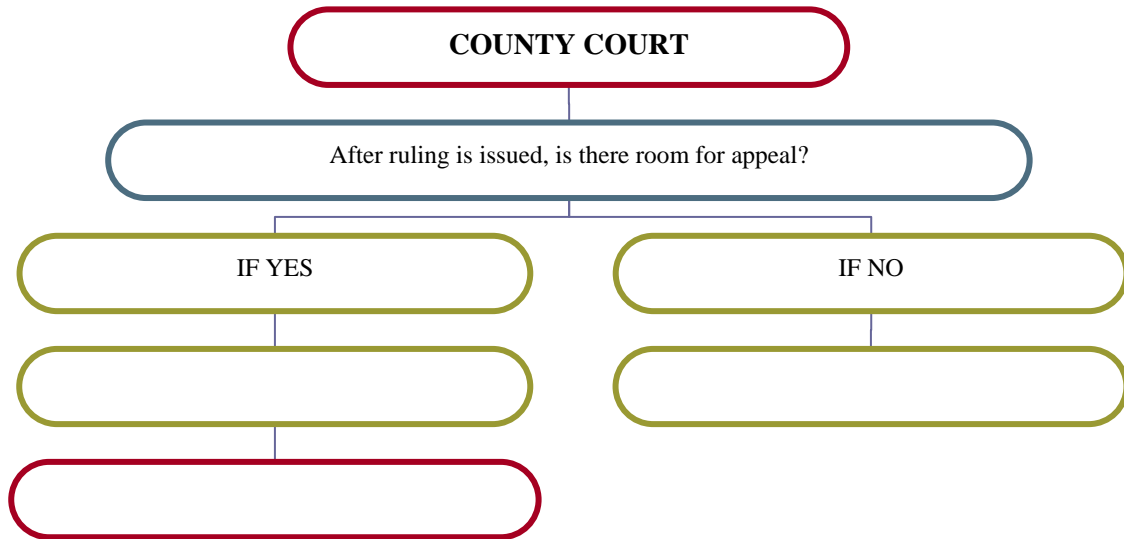 COUNTY COURT
After ruling is issued, is there room for appeal?
IF YES
IF NO